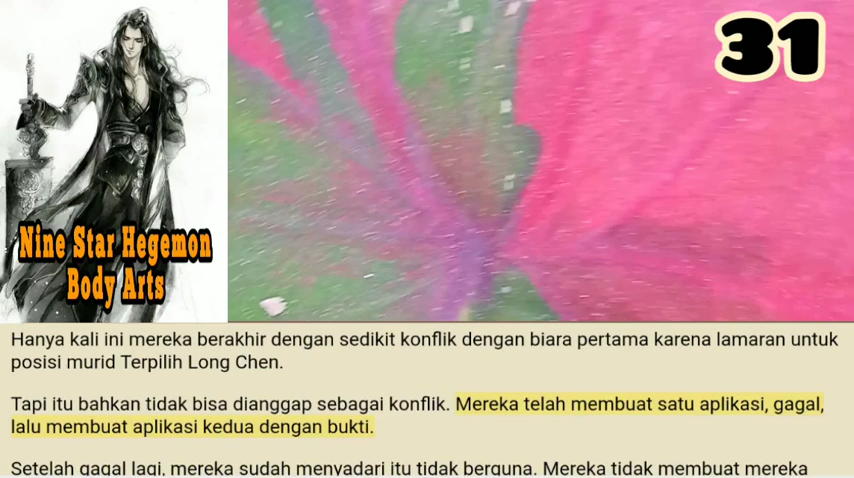 31
Nine Star Hegemon
Body Arts
Hanya kali ini mereka berakhir dengan sedikit konflik dengan biara pertama karena lamaran untuk
posisi murid Terpilih Long Chen.
Tapi itu bahkan tidak bisa dianggap sebagai konflik. Mereka telah membuat satu aplikasi, gagal,
lalu membuat aplikasi kedua dengan bukti.
Setelah gagal lagi, mereka sudah menyadari itu tidak berguna. Mereka tidak membuat mereka